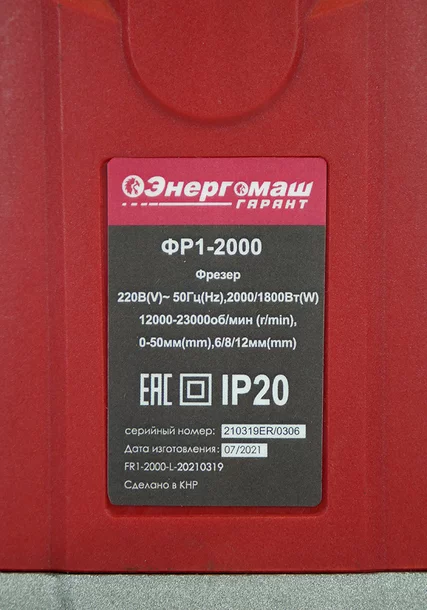 Энергомаш
ГАРАНТ
ФР1-2000
Фрезер
220В(V)~ 50Гц(Hz),2000/1800Вт(W)
12000-23000об/мин (r/min),
0-50мм(mm),6/8/12мм(mm)
EAC IP20
серийный номер: 210319ER/0306
Дата изготовления: 07/2021
FR1-2000-L-20210319
Сделано в КНР